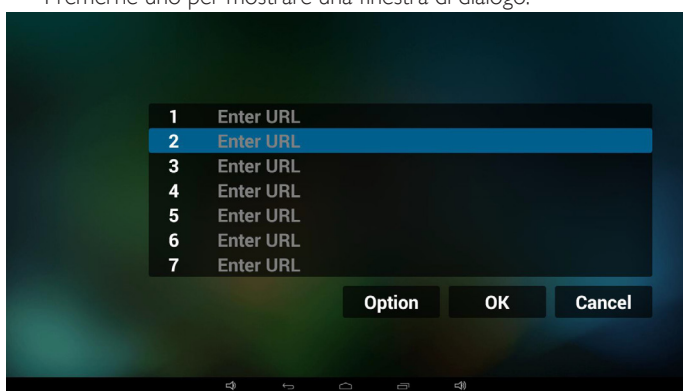 Premerne uno per mostrare una finestra di dialogo.
1 Enter URL
2 Enter URL
3 Enter URL
4 Enter URL
5 Enter URL
6 Enter URL
7 Enter URL
Option OK Cancel